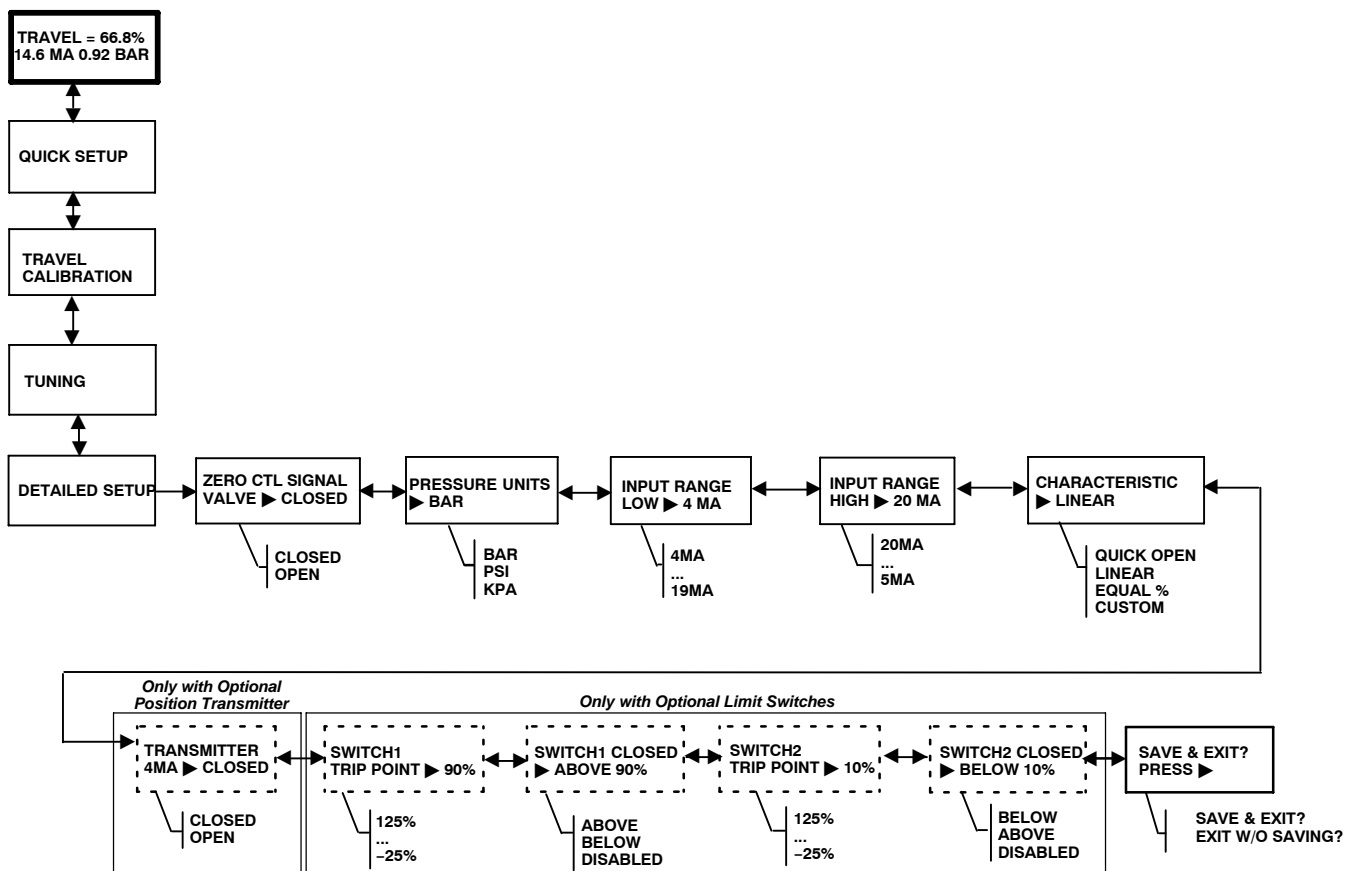 TRAVEL = 66.8%
14.6 MA 0.92 BAR
QUICK SETUP
TRAVEL
CALIBRATION
TUNING
DETAILED SETUP
ZERO CTL SIGNAL
VALVE ▶ CLOSED
CLOSED
OPEN
PRESSURE UNITS
▶ BAR
BAR
PSI
KPA
INPUT RANGE
LOW ▶ 4 MA
4MA
...
19MA
INPUT RANGE
HIGH ▶ 20 MA
20MA
...
5MA
CHARACTERISTIC
▶ LINEAR
QUICK OPEN
LINEAR
EQUAL %
CUSTOM
Only with Optional
Position Transmitter
TRANSMITTER
4MA ▶ CLOSED
CLOSED
OPEN
Only with Optional Limit Switches
SWITCH1
TRIP POINT ▶ 90%
125%
...
−25%
SWITCH1 CLOSED
▶ ABOVE 90%
ABOVE
BELOW
DISABLED
SWITCH2
TRIP POINT ▶ 10%
125%
...
−25%
SWITCH2 CLOSED
▶ BELOW 10%
BELOW
ABOVE
DISABLED
SAVE & EXIT?
PRESS ▶
SAVE & EXIT?
EXIT W/O SAVING?